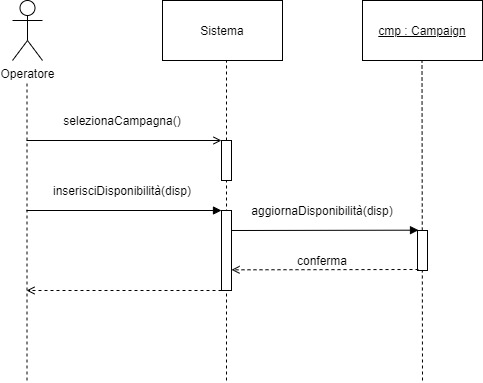 Sistema
cmp : Campaign
Operatore
selezionaCampagna()
inserisciDisponibilità(disp)
aggiornaDisponibilità(disp)
conferma